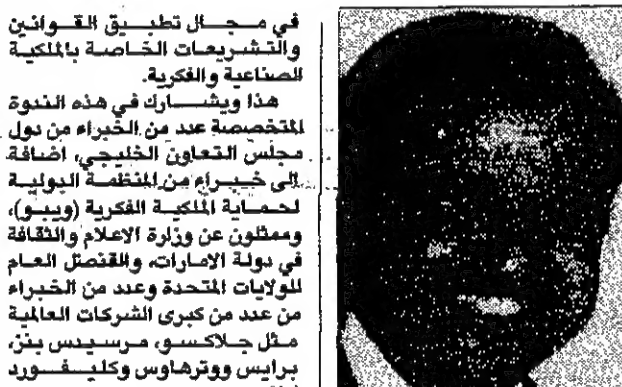 في مجال تطبيق القوانين
والتشريعات الخاصة بالملكية
الصناعية والفكرية.
هذا ويشارك في هذه الندوة
المتخصصة عدد من الخبراء من دول
مجلس التعاون الخليجي، اضافة
الى خبراء من المنظمة الدولية
لحماية الملكية الفكرية (ويبو)،
وممثلون عن وزارة الاعلام والثقافة
في دولة الامارات، والقنصل العام
للولايات المتحدة وعدد من الخبراء
من عدد من كبرى الشركات العالمية
مثل جلاكسو، مرسيدس بنز،
برايس ووترهاوس وكليفورد